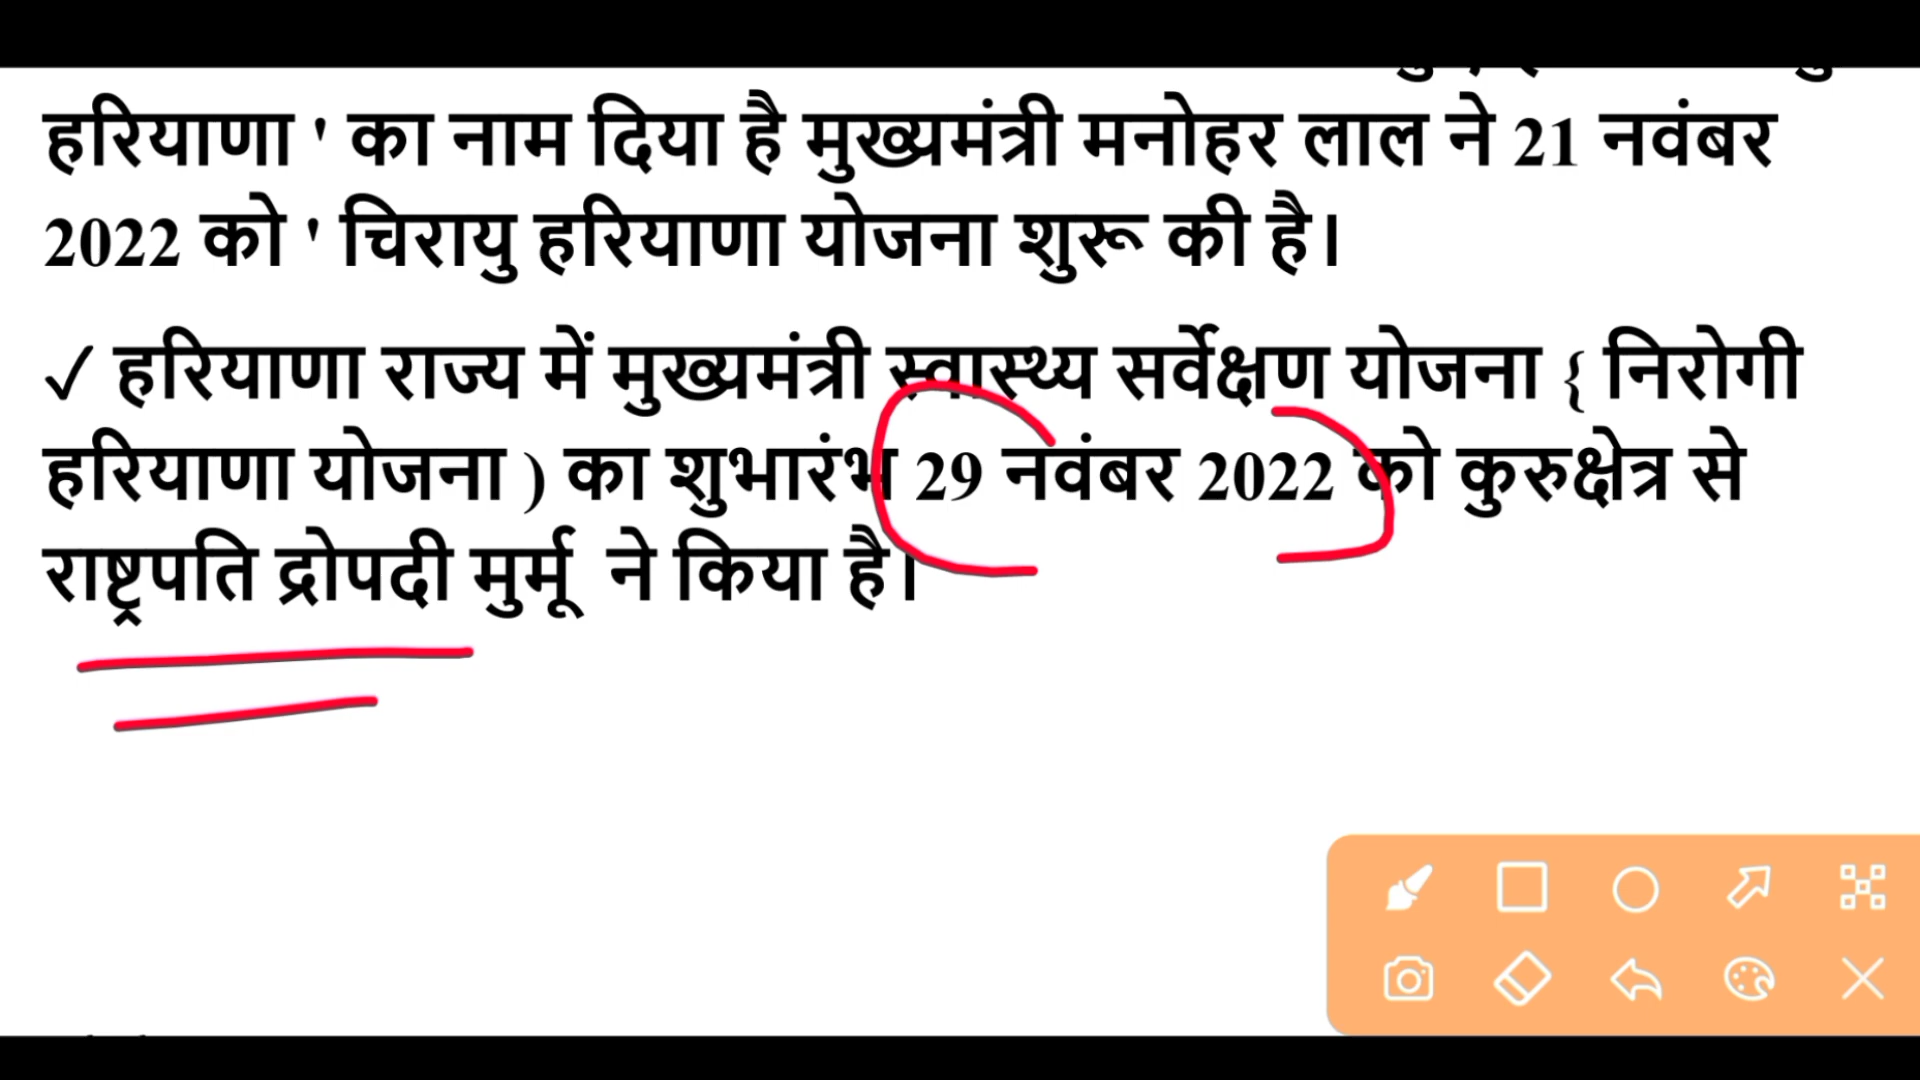 हरियाणा ' का नाम दिया है मुख्यमंत्री मनोहर लाल ने 21 नवंबर
2022 को ' चिरायु हरियाणा योजना शुरू की है।
✓ हरियाणा राज्य में मुख्यमंत्री स्वास्थ्य सर्वेक्षण योजना { निरोगी
हरियाणा योजना ) का शुभारंभ 29 नवंबर 2022 को कुरुक्षेत्र से
राष्ट्रपति द्रोपदी मुर्मू ने किया है।